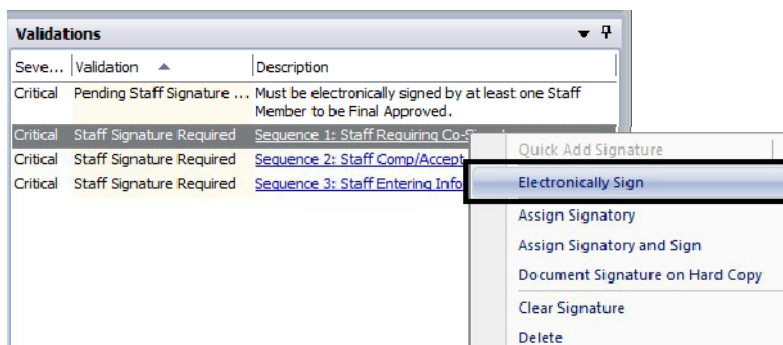 Validations
Seve... Validation Description
Critical Pending Staff Signature ... Must be electronically signed by at least one Staff
Member to be Final Approved.
Critical Staff Signature Required Sequence 1: Staff Requiring
Critical Staff Signature Required Sequence 2: Staff Comp/Accept
Critical Staff Signature Required Sequence 3: Staff Entering Info
Quick Add Signature
Electronically Sign
Assign Signatory
Assign Signatory and Sign
Document Signature on Hard Copy
Clear Signature
Delete